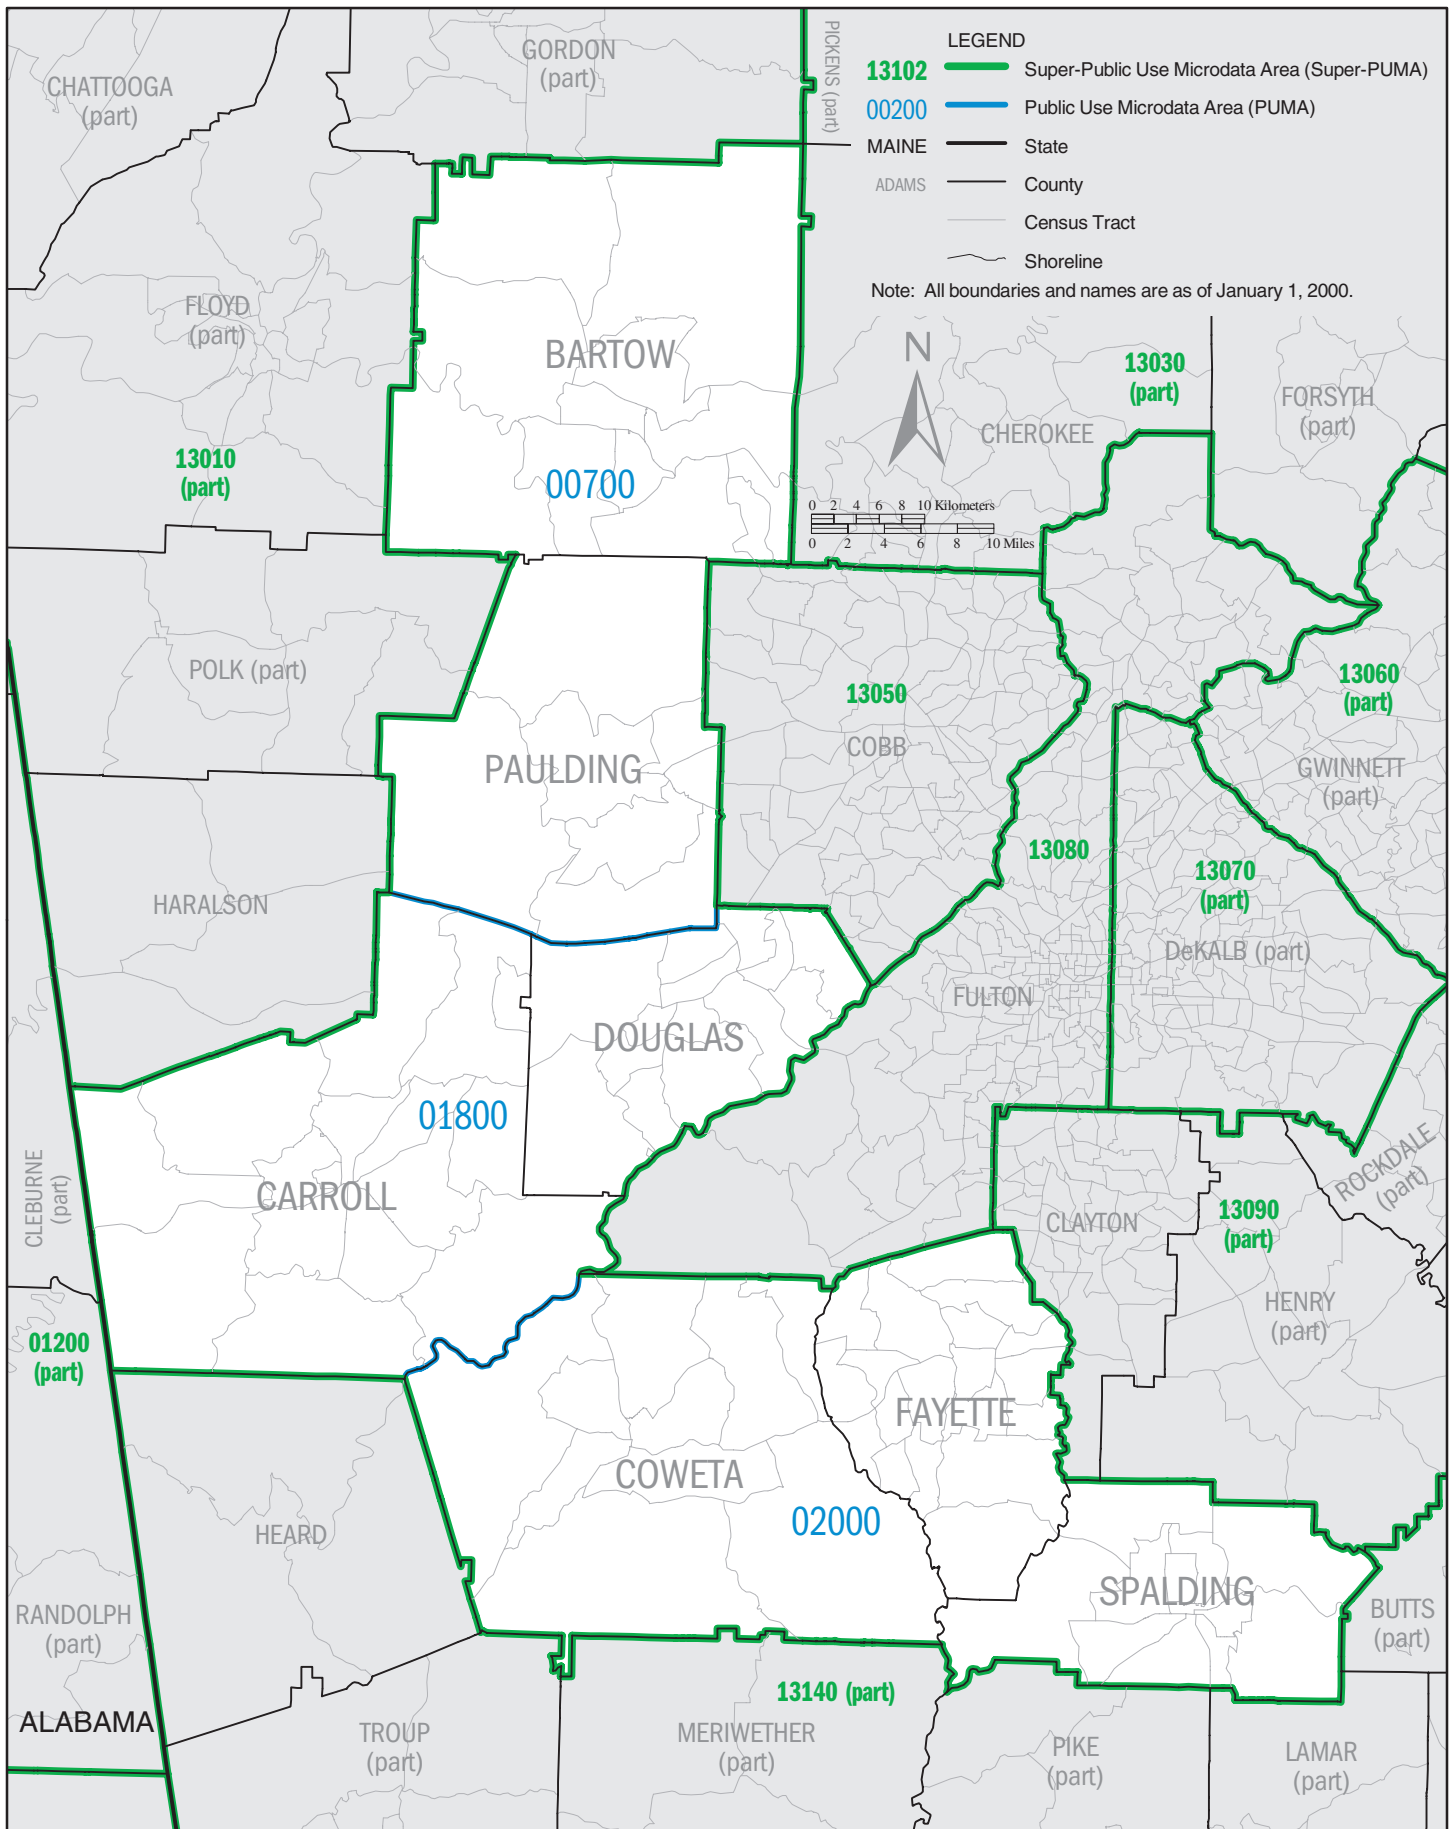 LEGEND
13102 Super-Public Use Microdata Area (Super-PUMA)
00200 Public Use Microdata Area (PUMA)
MAINE State
ADAMS County
Census Tract
Shoreline
Note: All boundaries and names are as of January 1, 2000.
GORDON
(part)
PICKENS (part)
CHATTOOGA
(part)
FLOYD
(part)
BARTOW
N
13030
(part)
FORSYTH
(part)
CHEROKEE
13010
(part)
00700
0 2 4 6 8 10 Kilometers
0 2 4 6 8 10 Miles
POLK (part)
13050
13060
(part)
COBB
PAULDING
GWINNETT
(part)
13080
13070
(part)
HARALSON
DeKALB (part)
FULTON
DOUGLAS
01800
CLEBURNE
(part)
ROCKDALE
(part)
CARROLL
CLAYTON
13090
(part)
HENRY
(part)
01200
(part)
FAYETTE
COWETA
02000
HEARD
SPALDING
RANDOLPH
(part)
BUTTS
(part)
13140 (part)
ALABAMA
TROUP
(part)
MERIWETHER
(part)
PIKE
(part)
LAMAR
(part)